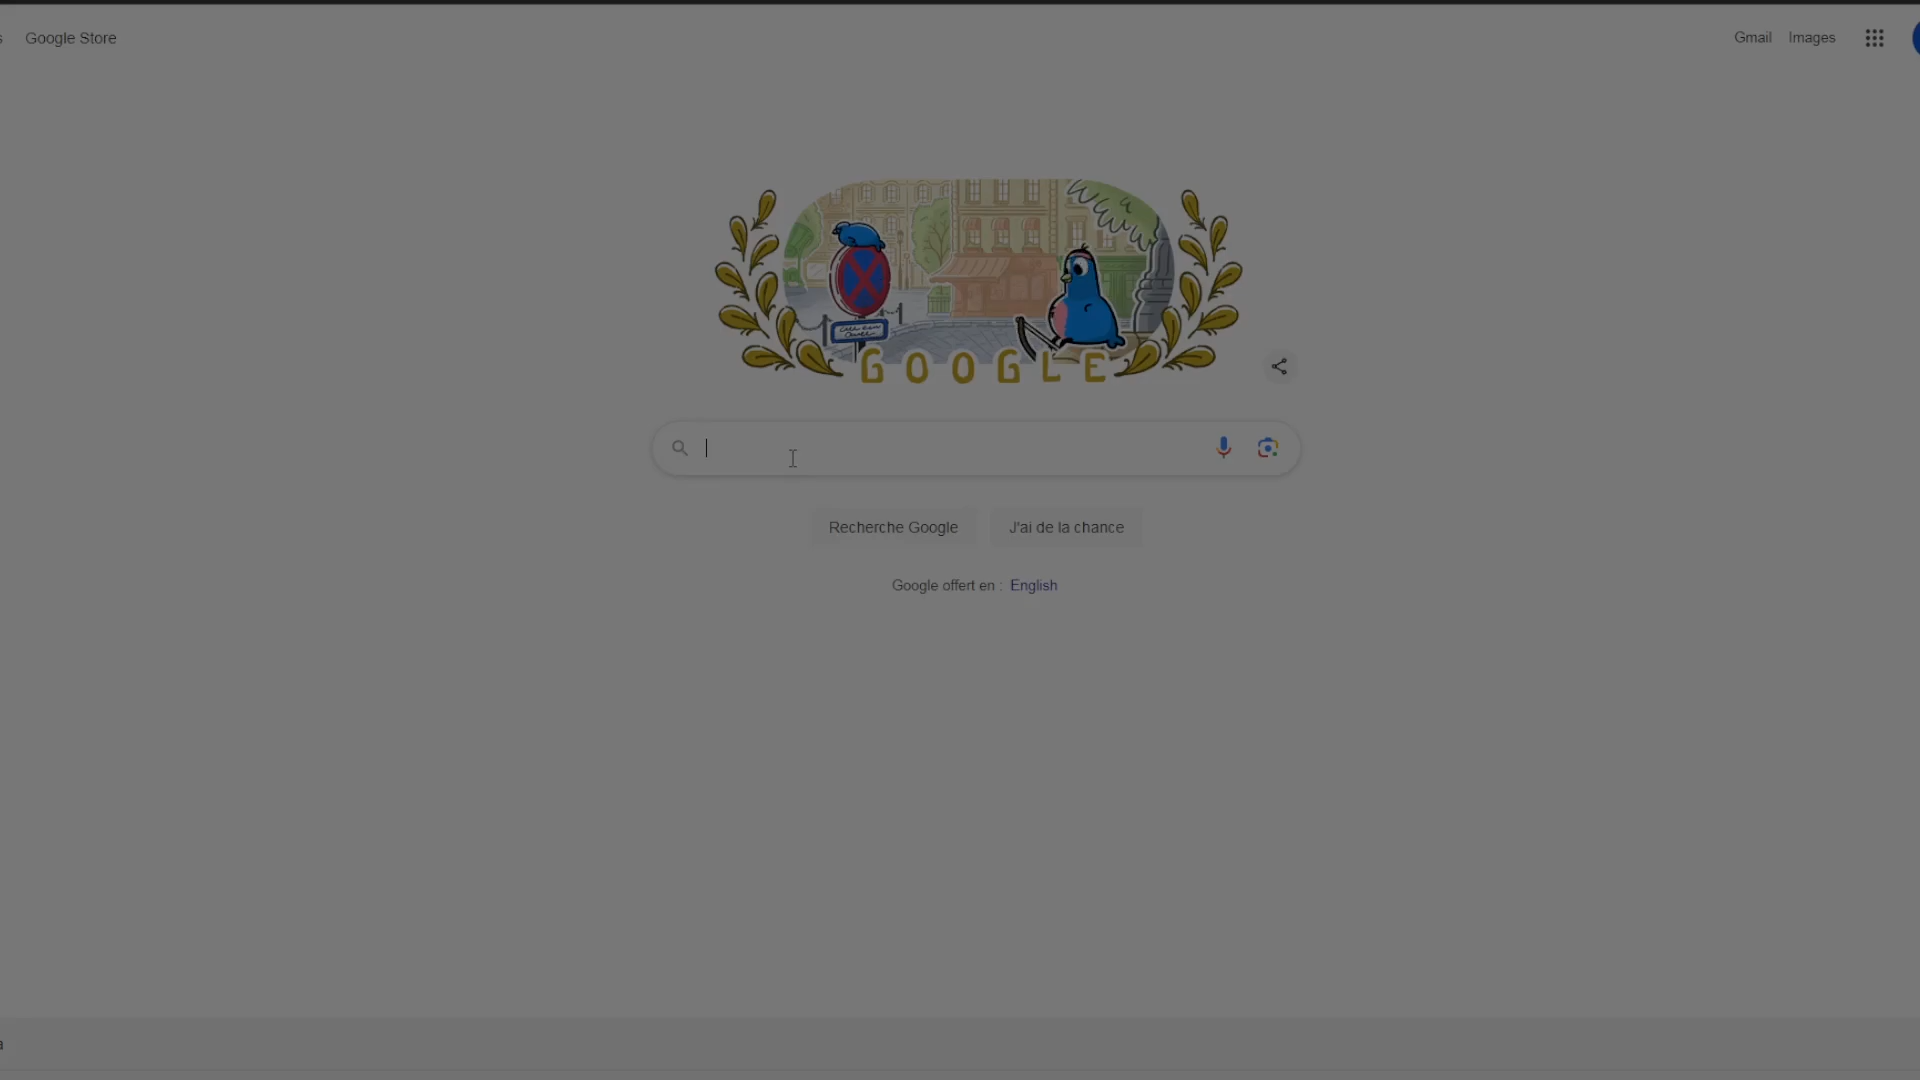 Google Store
Gmail Images
GOOGLE
Recherche Google
J'ai de la chance
Google offert en : English